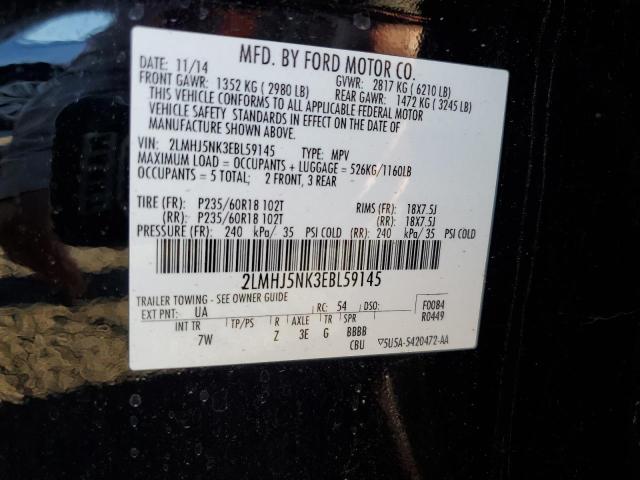 MFD. BY FORD MOTOR CO.
DATE: 11/14 GVWR: 2817 KG ( 6210 LB)
FRONT GAWR: 1352 KG ( 2980 LB) REAR GAWR: 1472 KG ( 3245 LB)
THIS VEHICLE CONFORMS TO ALL APPLICABLE FEDERAL MOTOR
VEHICLE SAFETY STANDARDS IN EFFECT ON THE DATE OF
MANUFACTURE SHOWN ABOVE.
VIN: 2LMHJ5NK3EBL59145 TYPE: MPV
MAXIMUM LOAD = OCCUPANTS + LUGGAGE = 526KG/1160LB
OCCUPANTS = 5 TOTAL; 2 FRONT, 3 REAR
TIRE (FR): P235/60R18 102T RIMS (FR): 18X7.5J
(RR): P235/60R18 102T (RR): 18X7.5J
PRESSURE (FR): 240 kPa/ 35 PSI COLD (RR): 240 kPa/ 35 PSI COLD
2LMHJ5NK3EBL59145
TRAILER TOWING - SEE OWNER GUIDE
EXT PNT: UA RC: 54 DSO: F0084
R0449
INT TR TP/PS R AXLE TR SPR
7W Z 3E G BBBB
CBU ▽5U5A-5420472-AA